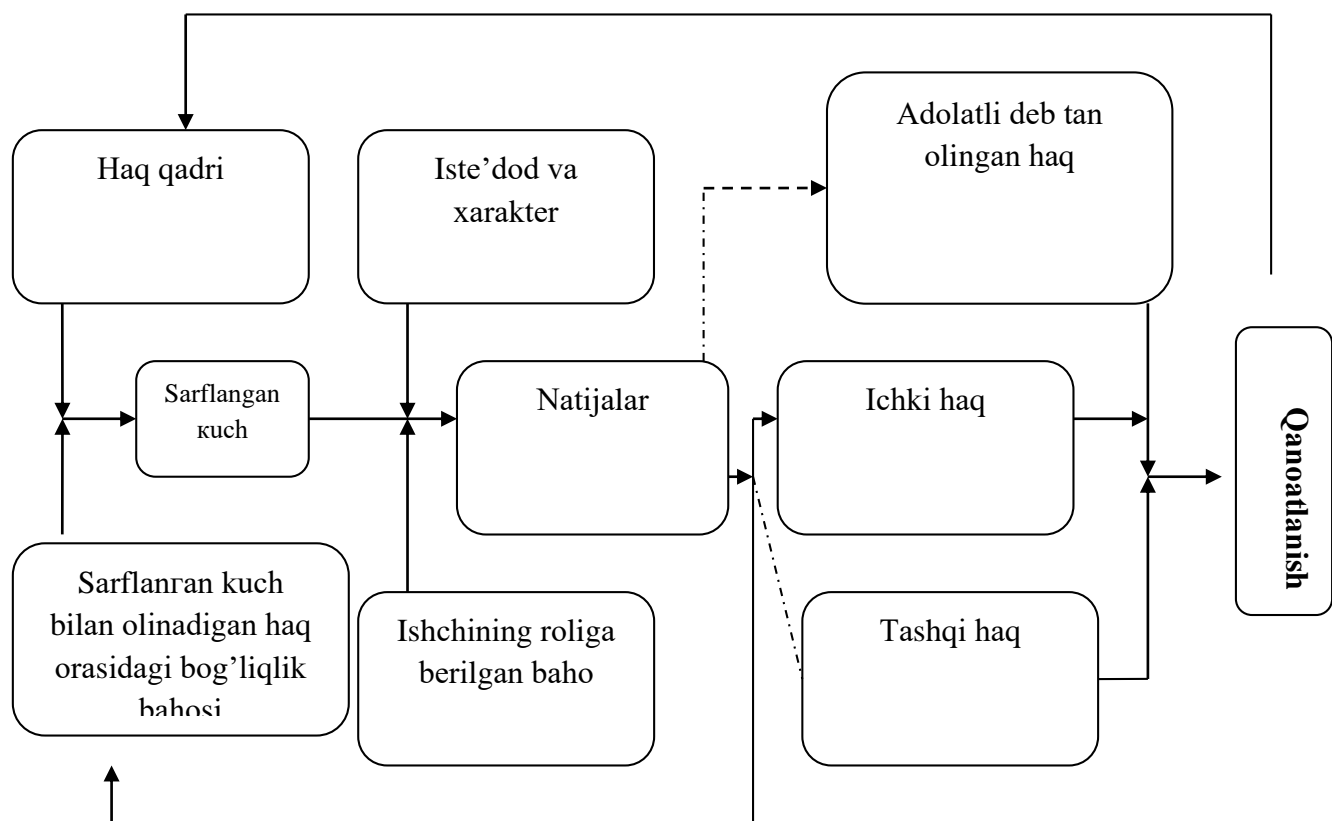 Haq qadri
Iste’dod va
xarakter
Adolatli deb tan
olingan haq
Sarflangan
кuch
Natijalar
Ichki haq
Qanoatlanish
Sarflanгan kuch
bilan olinadigan haq
orasidagi bog’liqlik
bahosi
Ishchining roliga
berilgan baho
Tashqi haq